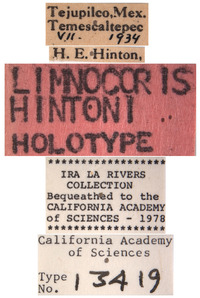 Tejupilco, Mex.
Temescaltepec
VII- 1934
H. E. Hinton,
LIMNOCORIS
HINTONI
HOLOTYPE
IRA LA RIVERS
COLLECTION
Bequeathed to the
CALIFORNIA ACADEMY
of SCIENCES - 1978
California Academy
of Sciences
Type
No. 13419